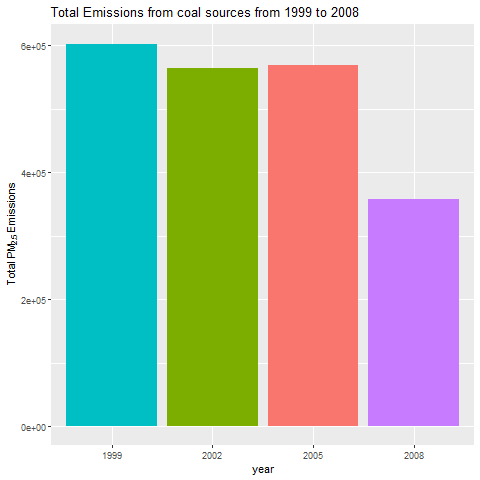 Total Emissions from coal sources from 1999 to 2008
Total PM2.5 Emissions
6e+05
4e+05
2e+05
0e+00
1999 2002 2005 2008
year